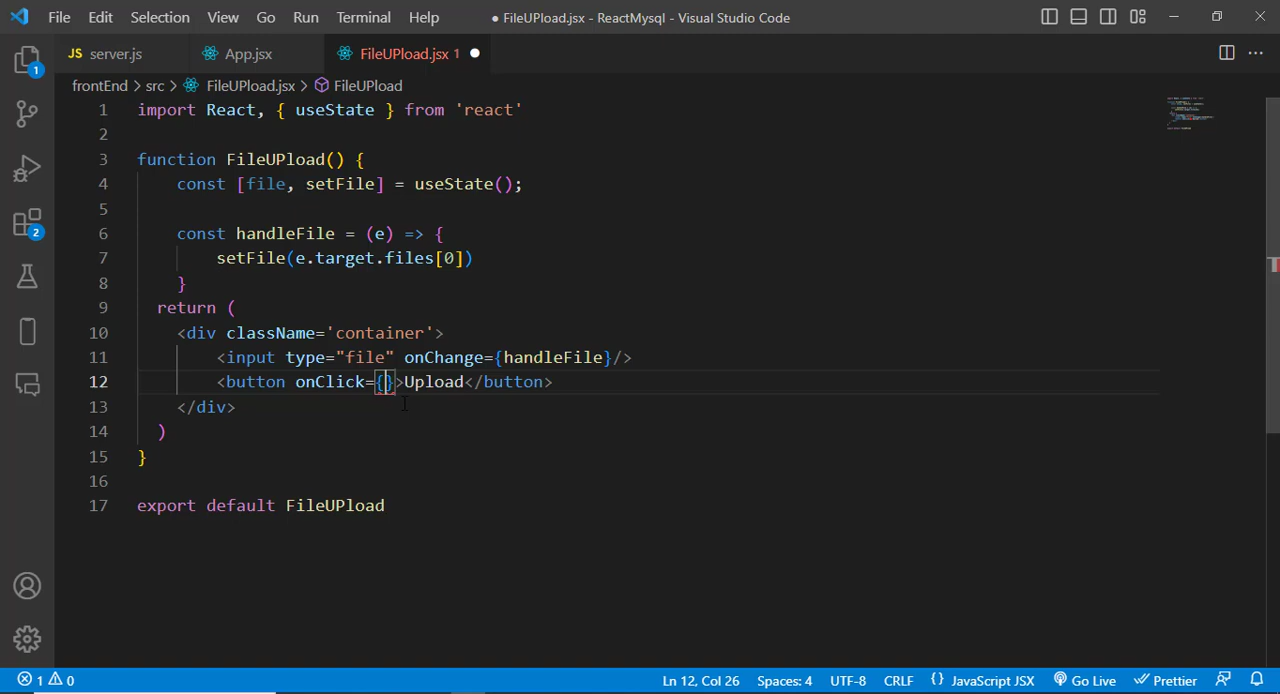 File Edit Selection View Go Run Terminal Help ● FileUPload.jsx - ReactMysql - Visual Studio Code
JS server.js App.jsx FileUPload.jsx 1 ●
frontEnd > src > FileUPload.jsx > FileUPload
1 import React, { useState } from 'react'
2
3 function FileUPload() {
4 const [file, setFile] = useState();
5
6 const handleFile = (e) => {
7 setFile(e.target.files[0])
8 }
9 return (
10 <div className='container'>
11 <input type="file" onChange={handleFile}/>
12 <button onClick={}>Upload</button>
13 </div>
14 )
15 }
16
17 export default FileUPload
1
2
1 0 Ln 12, Col 26 Spaces: 4 UTF-8 CRLF {} JavaScript JSX Go Live Prettier